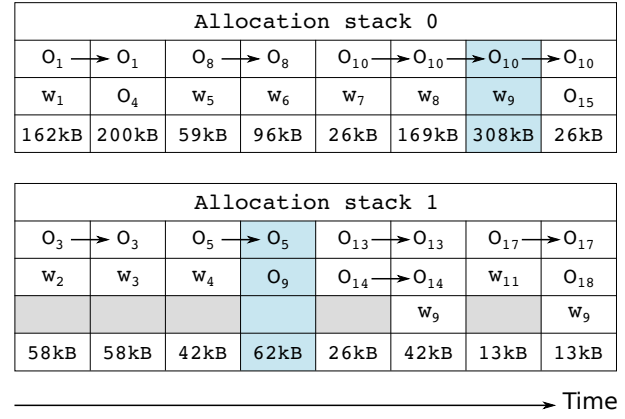 Allocation stack 0
O₁ O₁ O₈ O₈ O₁₀ O₁₀ O₁₀ O₁₀
W₁ O₄ W₅ W₆ W₇ W₈ W₉ O₁₅
162kB 200kB 59kB 96kB 26kB 169kB 308kB 26kB
Allocation stack 1
O₃ O₃ O₅ O₅ O₁₃ O₁₃ O₁₇ O₁₇
W₂ W₃ W₄ O₉ O₁₄ O₁₄ W₁₁ O₁₈
W₉ W₉
58kB 58kB 42kB 62kB 26kB 42kB 13kB 13kB
Time